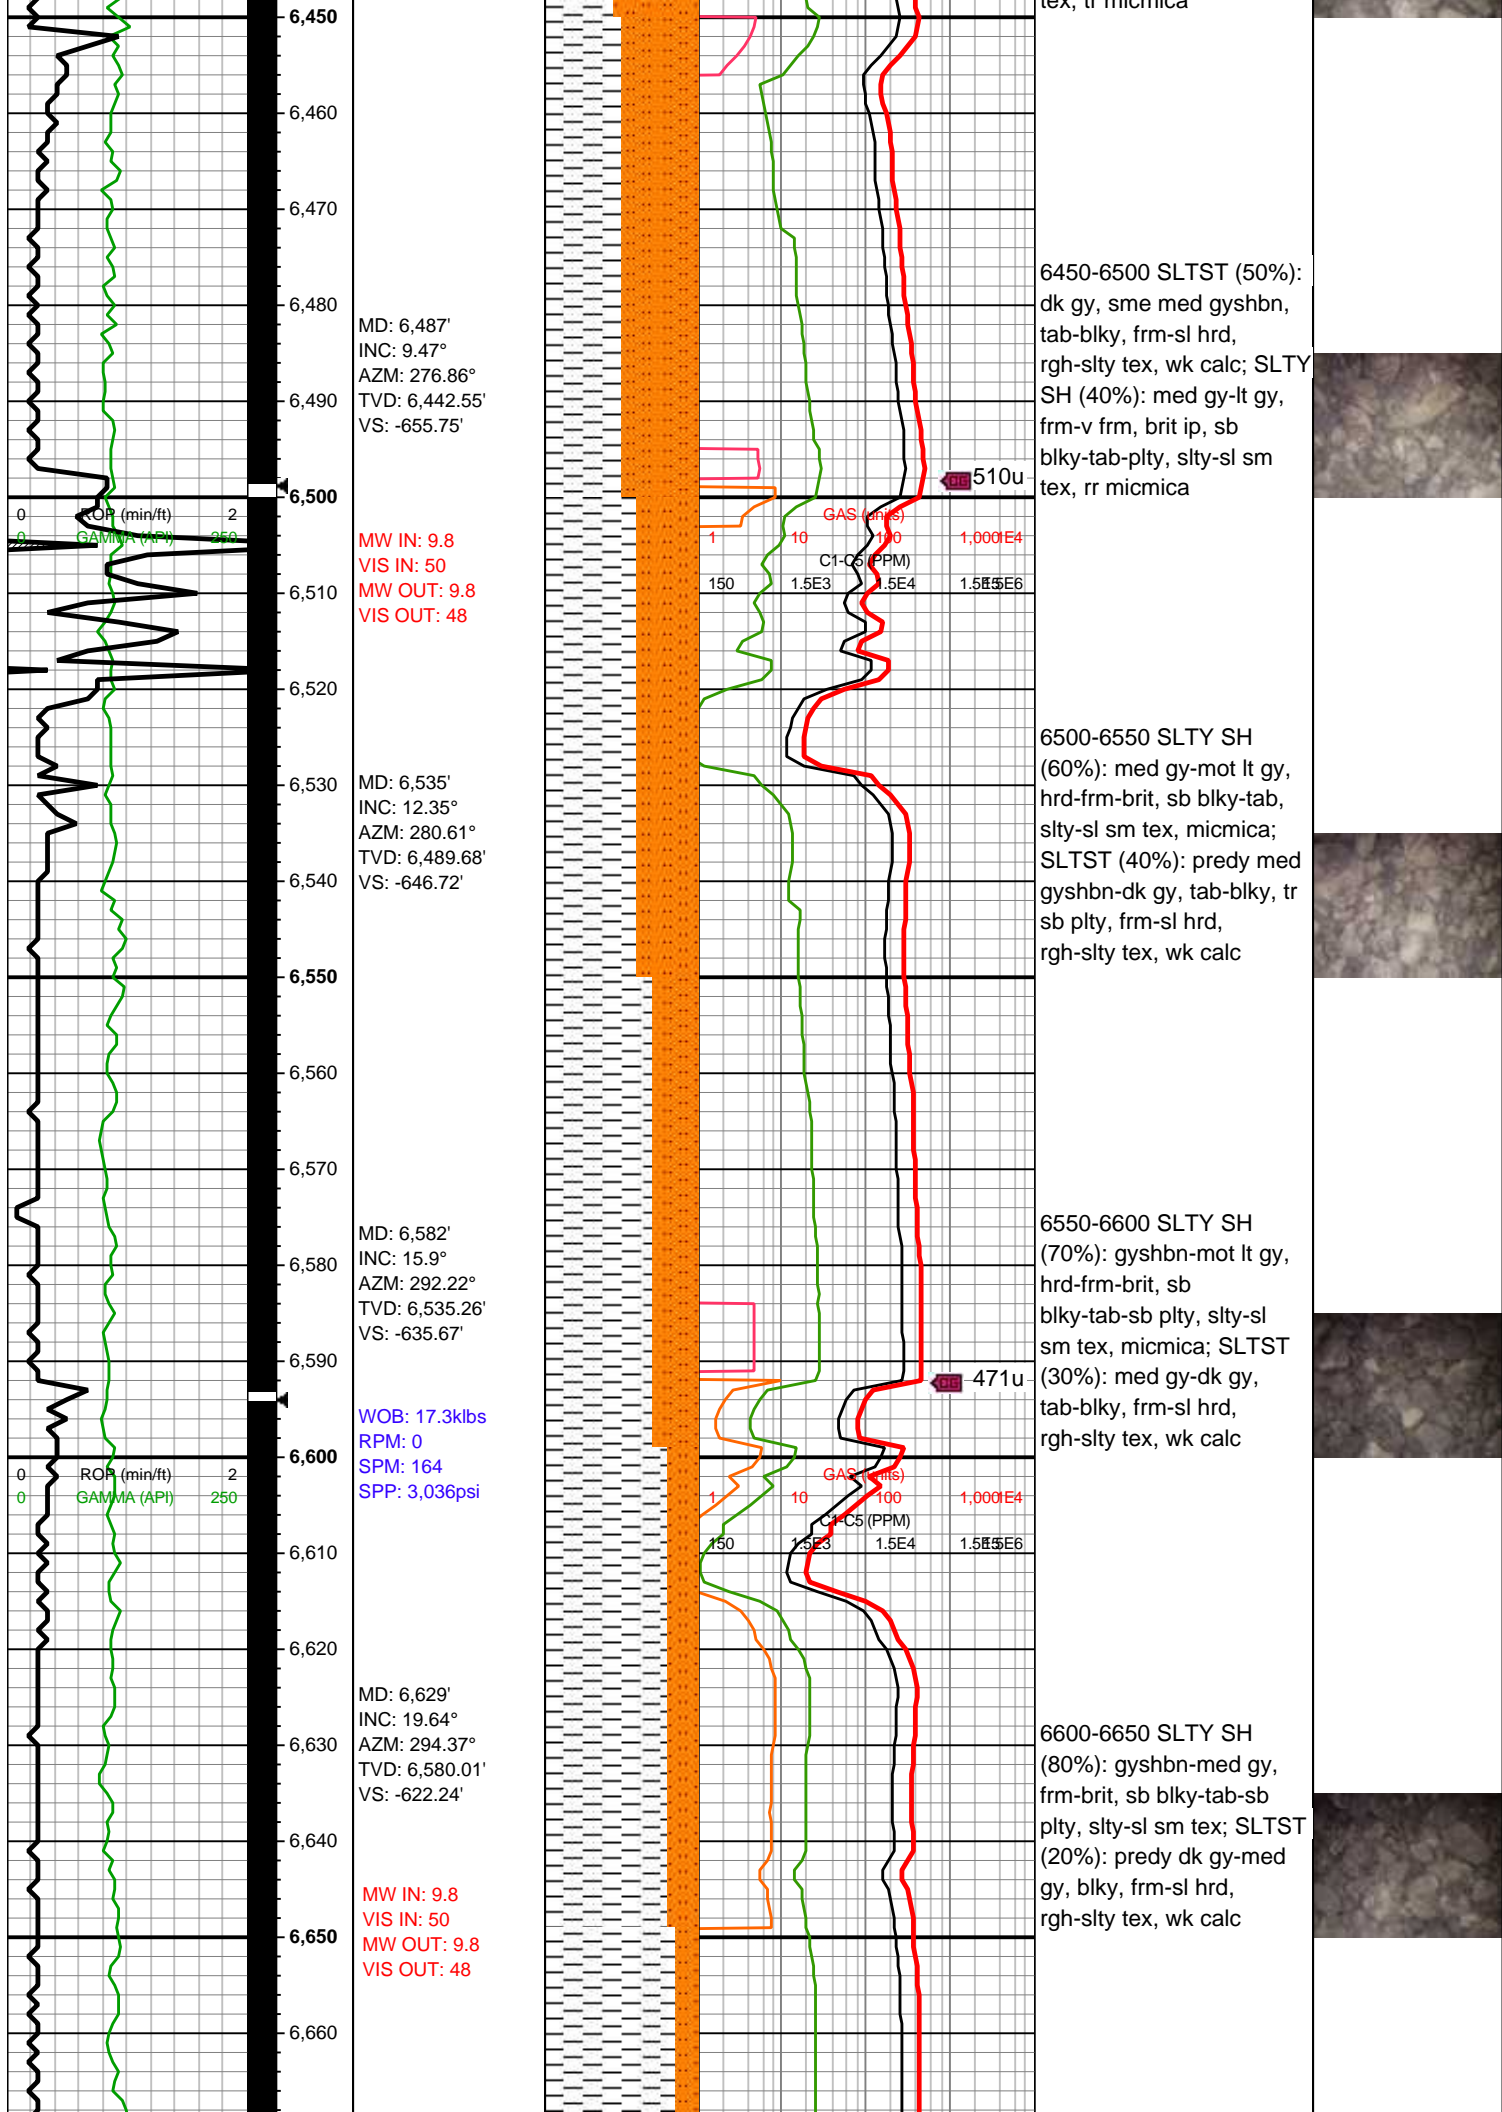 tex, tr micmica
6,450
6,460
6,470
6,480
6,490
6,500
6,510
6,520
6,530
6,540
6,550
6,560
6,570
6,580
6,590
6,600
6,610
6,620
6,630
6,640
6,650
6,660
0 ROP (min/ft) 2
0 GAMMA (API) 250
0 ROP (min/ft) 2
0 GAMMA (API) 250
MD: 6,487'
INC: 9.47°
AZM: 276.86°
TVD: 6,442.55'
VS: -655.75'
MW IN: 9.8
VIS IN: 50
MW OUT: 9.8
VIS OUT: 48
MD: 6,535'
INC: 12.35°
AZM: 280.61°
TVD: 6,489.68'
VS: -646.72'
MD: 6,582'
INC: 15.9°
AZM: 292.22°
TVD: 6,535.26'
VS: -635.67'
WOB: 17.3klbs
RPM: 0
SPM: 164
SPP: 3,036psi
MD: 6,629'
INC: 19.64°
AZM: 294.37°
TVD: 6,580.01'
VS: -622.24'
MW IN: 9.8
VIS IN: 50
MW OUT: 9.8
VIS OUT: 48
CG 510u
GAS (units)
1 10 100 1,000 1E4
C1-C5 (PPM)
150 1.5E3 1.5E4 1.5E5 1.5E6
CG 471u
GAS (units)
1 10 100 1,000 1E4
C1-C5 (PPM)
150 1.5E3 1.5E4 1.5E5 1.5E6
6450-6500 SLTST (50%):
dk gy, sme med gyshbn,
tab-blky, frm-sl hrd,
rgh-slty tex, wk calc; SLTY
SH (40%): med gy-lt gy,
frm-v frm, brit ip, sb
blky-tab-plty, slty-sl sm
tex, rr micmica
6500-6550 SLTY SH
(60%): med gy-mot lt gy,
hrd-frm-brit, sb blky-tab,
slty-sl sm tex, micmica;
SLTST (40%): predy med
gyshbn-dk gy, tab-blky, tr
sb plty, frm-sl hrd,
rgh-slty tex, wk calc
6550-6600 SLTY SH
(70%): gyshbn-mot lt gy,
hrd-frm-brit, sb
blky-tab-sb plty, slty-sl
sm tex, micmica; SLTST
(30%): med gy-dk gy,
tab-blky, frm-sl hrd,
rgh-slty tex, wk calc
6600-6650 SLTY SH
(80%): gyshbn-med gy,
frm-brit, sb blky-tab-sb
plty, slty-sl sm tex; SLTST
(20%): predy dk gy-med
gy, blky, frm-sl hrd,
rgh-slty tex, wk calc